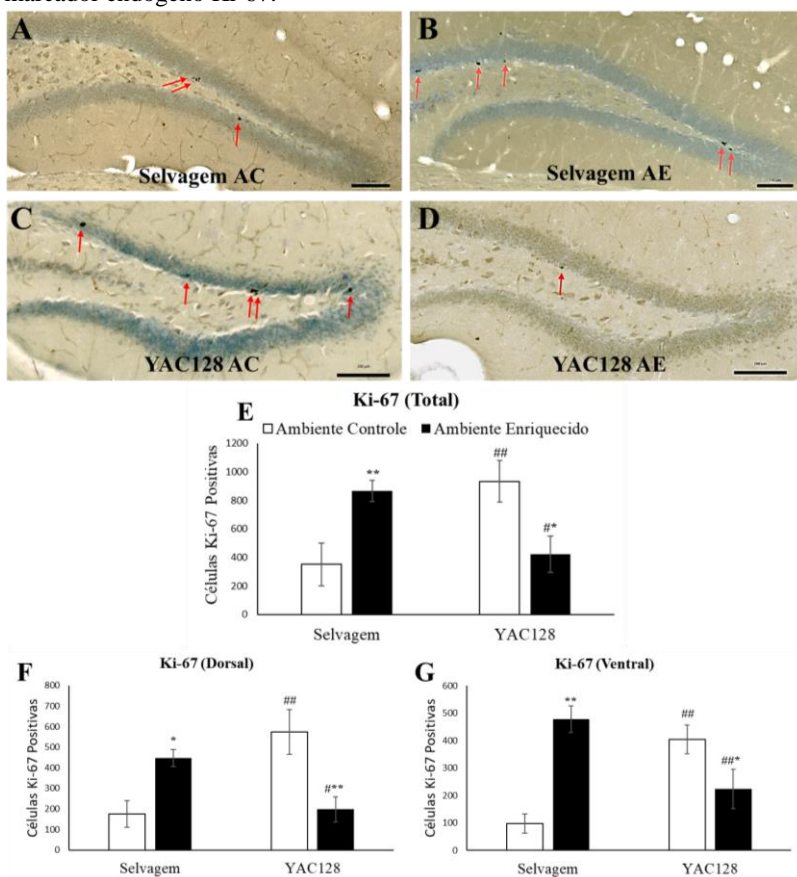 marcador endógeno Ki-67.
A
Selvagem AC
B
Selvagem AE
C
YAC128 AC
D
YAC128 AE
E
Ki-67 (Total)
Ambiente Controle Ambiente Enriquecido
Células Ki-67 Positivas
1200
1000
800
600
400
200
0
**
##
#*
Selvagem YAC128
F
Ki-67 (Dorsal)
Células Ki-67 Positivas
800
700
600
500
400
300
200
100
0
*
##
#**
Selvagem YAC128
G
Ki-67 (Ventral)
Células Ki-67 Positivas
600
500
400
300
200
100
0
**
##
##*
Selvagem YAC128